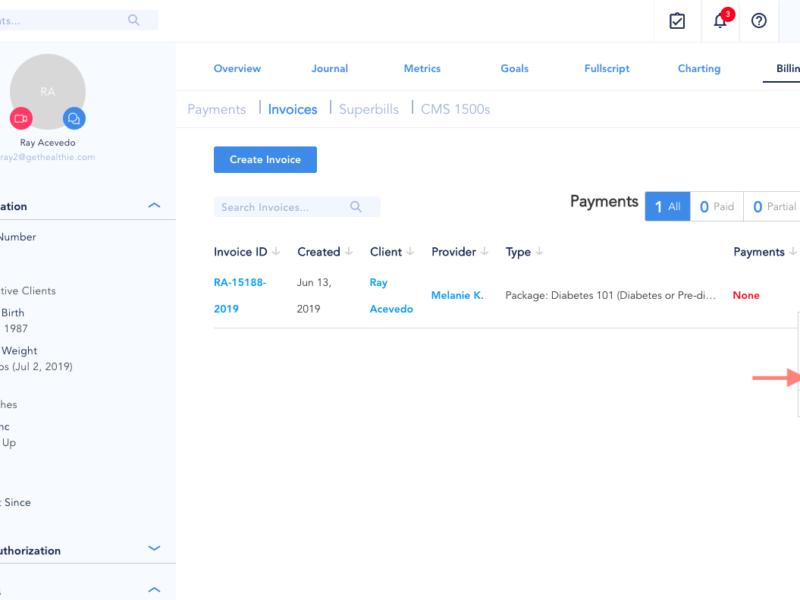 3
Overview Journal Metrics Goals Fullscript Charting Billin
RA
Payments Invoices Superbills CMS 1500s
Ray Acevedo
ray2@gethealthie.com
Create Invoice
Search Invoices...
Payments 1 All 0 Paid 0 Partial
ation
Number
Invoice ID Created Client Provider Type Payments
RA-15188-
2019
Jun 13,
2019
Ray
Acevedo
Melanie K.
Package: Diabetes 101 (Diabetes or Pre-di...
None
tive Clients
Birth
1987
Weight
os (Jul 2, 2019)
hes
nc
Up
t Since
uthorization